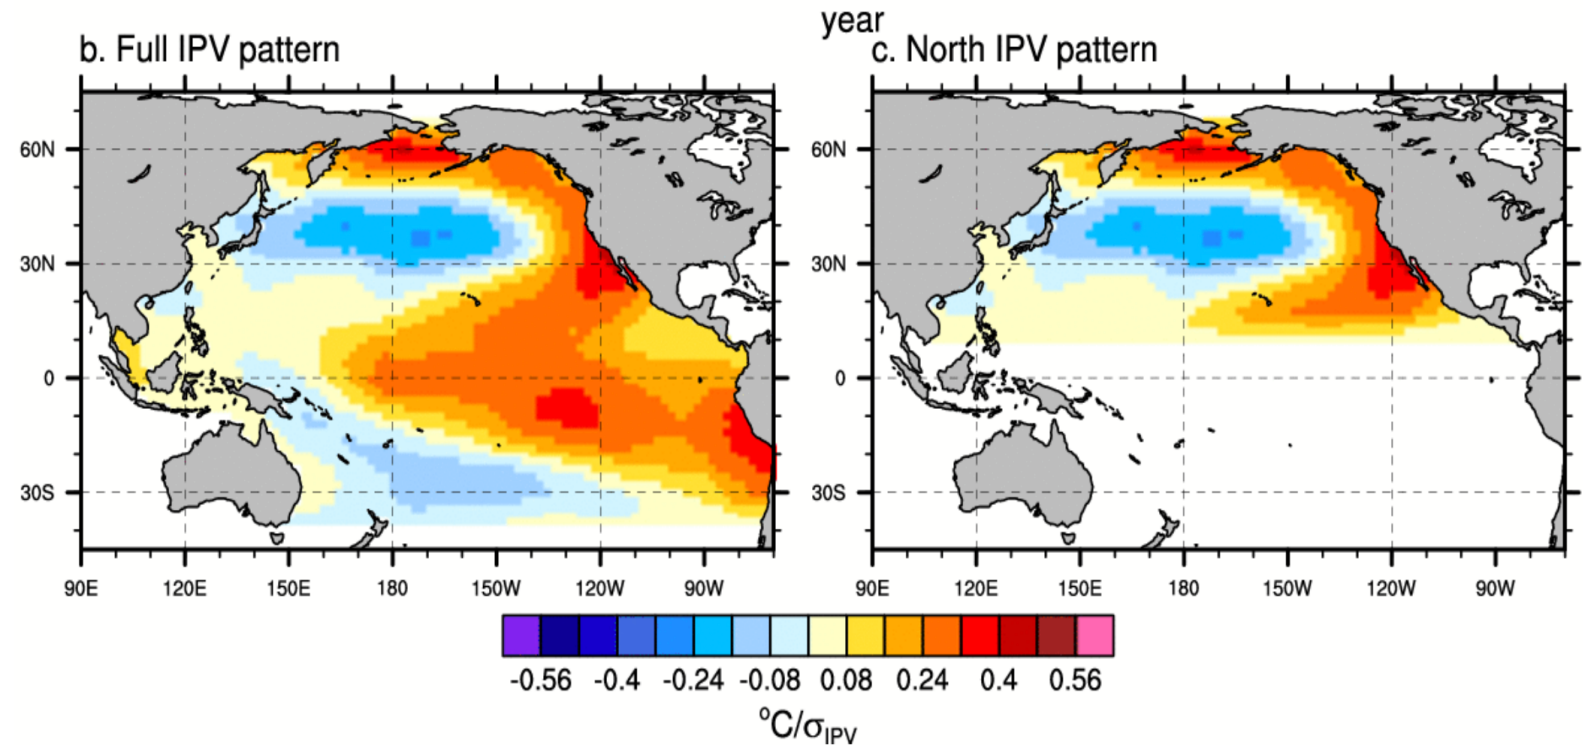 year
b. Full IPV pattern
c. North IPV pattern
60N
30N
0
30S
90E 120E 150E 180 150W 120W 90W
60N
30N
0
30S
90E 120E 150E 180 150W 120W 90W
-0.56 -0.4 -0.24 -0.08 0.08 0.24 0.4 0.56
°C/σIPV